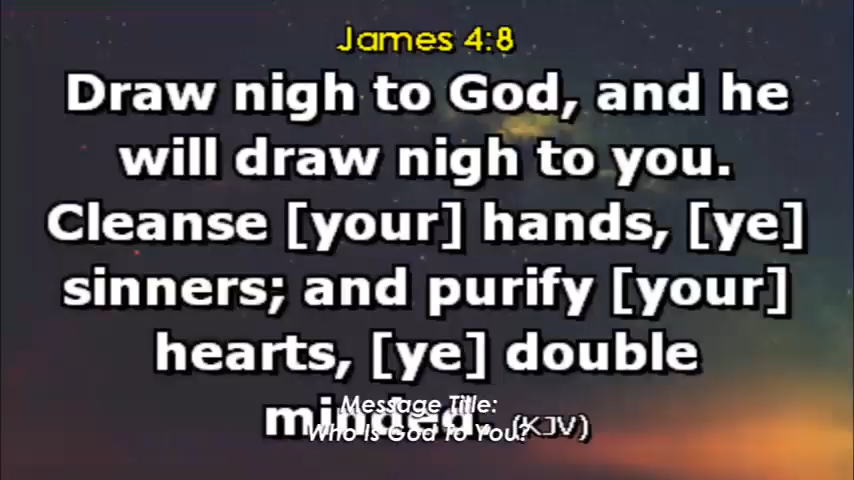 James 4:8
Draw nigh to God, and he
will draw nigh to you.
Cleanse [your] hands, [ye]
sinners; and purify [your]
hearts, [ye] double
minded. (KJV)
Message Title:
Who Is God To You?